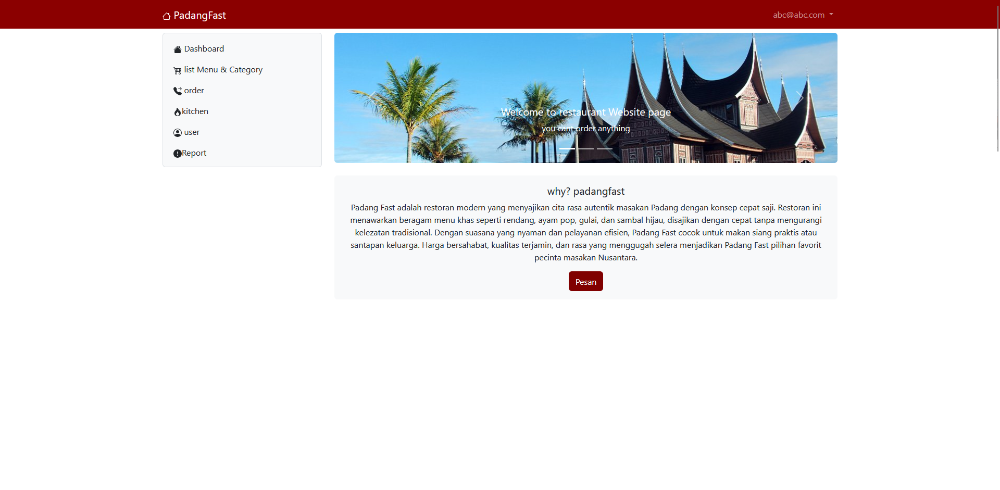 PadangFast
abc@abc.com
Dashboard
list Menu & Category
order
kitchen
user
Report
Welcome to restaurant Website page
you cant order anything
why? padangfast
Padang Fast adalah restoran modern yang menyajikan cita rasa autentik masakan Padang dengan konsep cepat saji. Restoran ini
menawarkan beragam menu khas seperti rendang, ayam pop, gulai, dan sambal hijau, disajikan dengan cepat tanpa mengurangi
kelezatan tradisional. Dengan suasana yang nyaman dan pelayanan efisien, Padang Fast cocok untuk makan siang praktis atau
santapan keluarga. Harga bersahabat, kualitas terjamin, dan rasa yang menggugah selera menjadikan Padang Fast pilihan favorit
pecinta masakan Nusantara.
Pesan